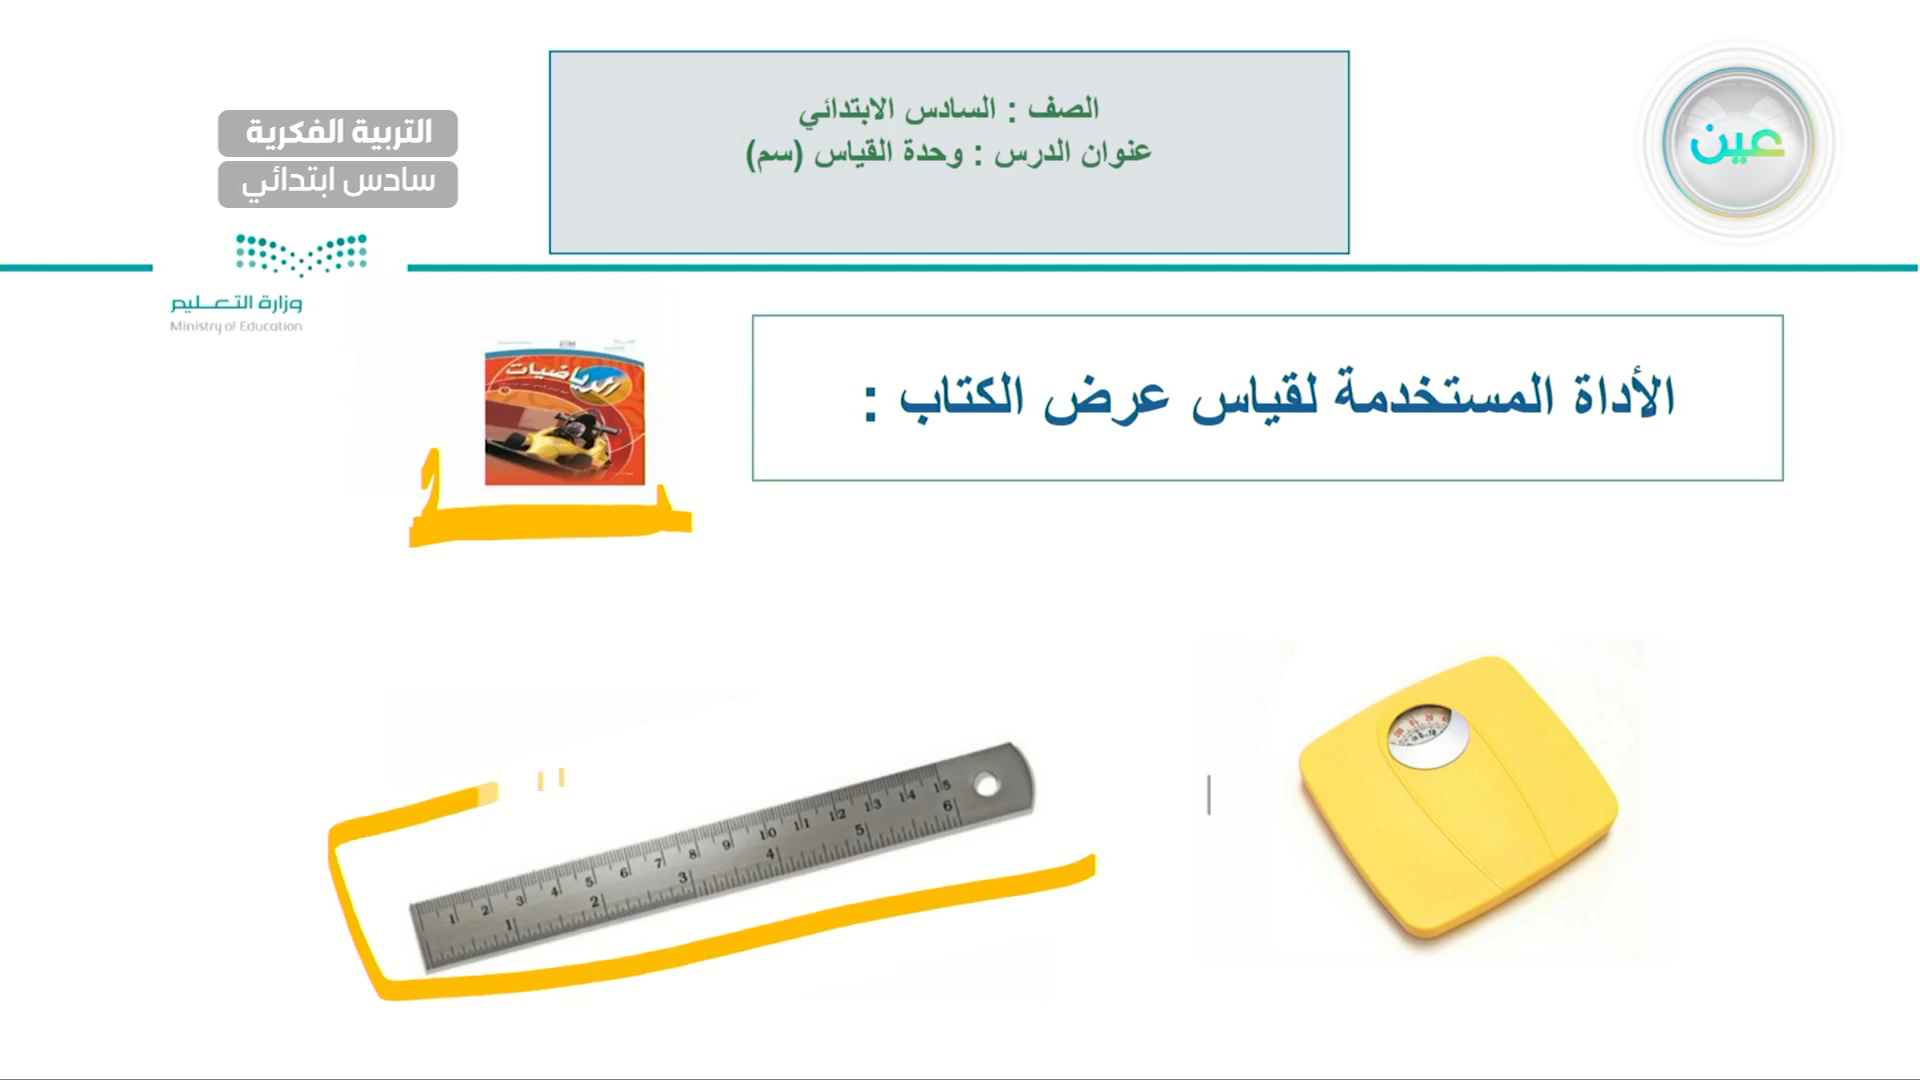 الصف : السادس الابتدائي
عنوان الدرس : وحدة القياس (سم)
عين
التربية الفكرية
سادس ابتدائي
وزارة التعليم
Ministry of Education
الأداة المستخدمة لقياس عرض الكتاب :
الرياضيات
1 2 3 4 5 6 7 8 9 10 11 12 13 14 15
1 2 3 4 5 6